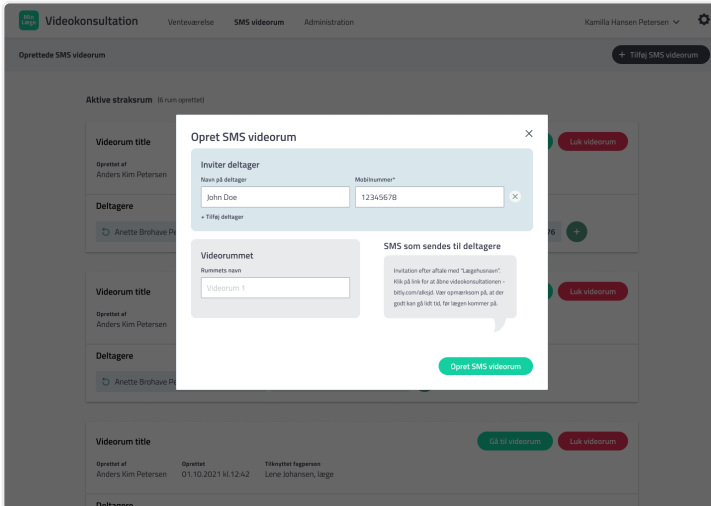 Min Læge Videokonsultation Venteværelse SMS videorum Administration Kamilla Hansen Petersen
Oprettede SMS videorum + Tilføj SMS videorum
Aktive straksrum (6 rum oprettet)
Videorum title Luk videorum
Oprettet af
Anders Kim Petersen
Deltagere
Anette Brohave Pe 76 +
Opret SMS videorum
Inviter deltager
Navn på deltager Mobilnummer*
John Doe 12345678
+ Tilføj deltager
Videorummet
Rummets navn
Videorum 1
SMS som sendes til deltagere
Invitation efter aftale med "Lægehusnavn".
Klik på link for at åbne videokonsultationen -
bitly.com/alksjd. Vær opmærksom på, at der
godt kan gå lidt tid, før lægen kommer på.
Opret SMS videorum
Videorum title Luk videorum
Oprettet af
Anders Kim Petersen
Deltagere
Anette Brohave Pe
Videorum title Gå til videorum Luk videorum
Oprettet af Oprettet Tilknyttet fagperson
Anders Kim Petersen 01.10.2021 kl 12:42 Lene Johansen, læge
Deltagere